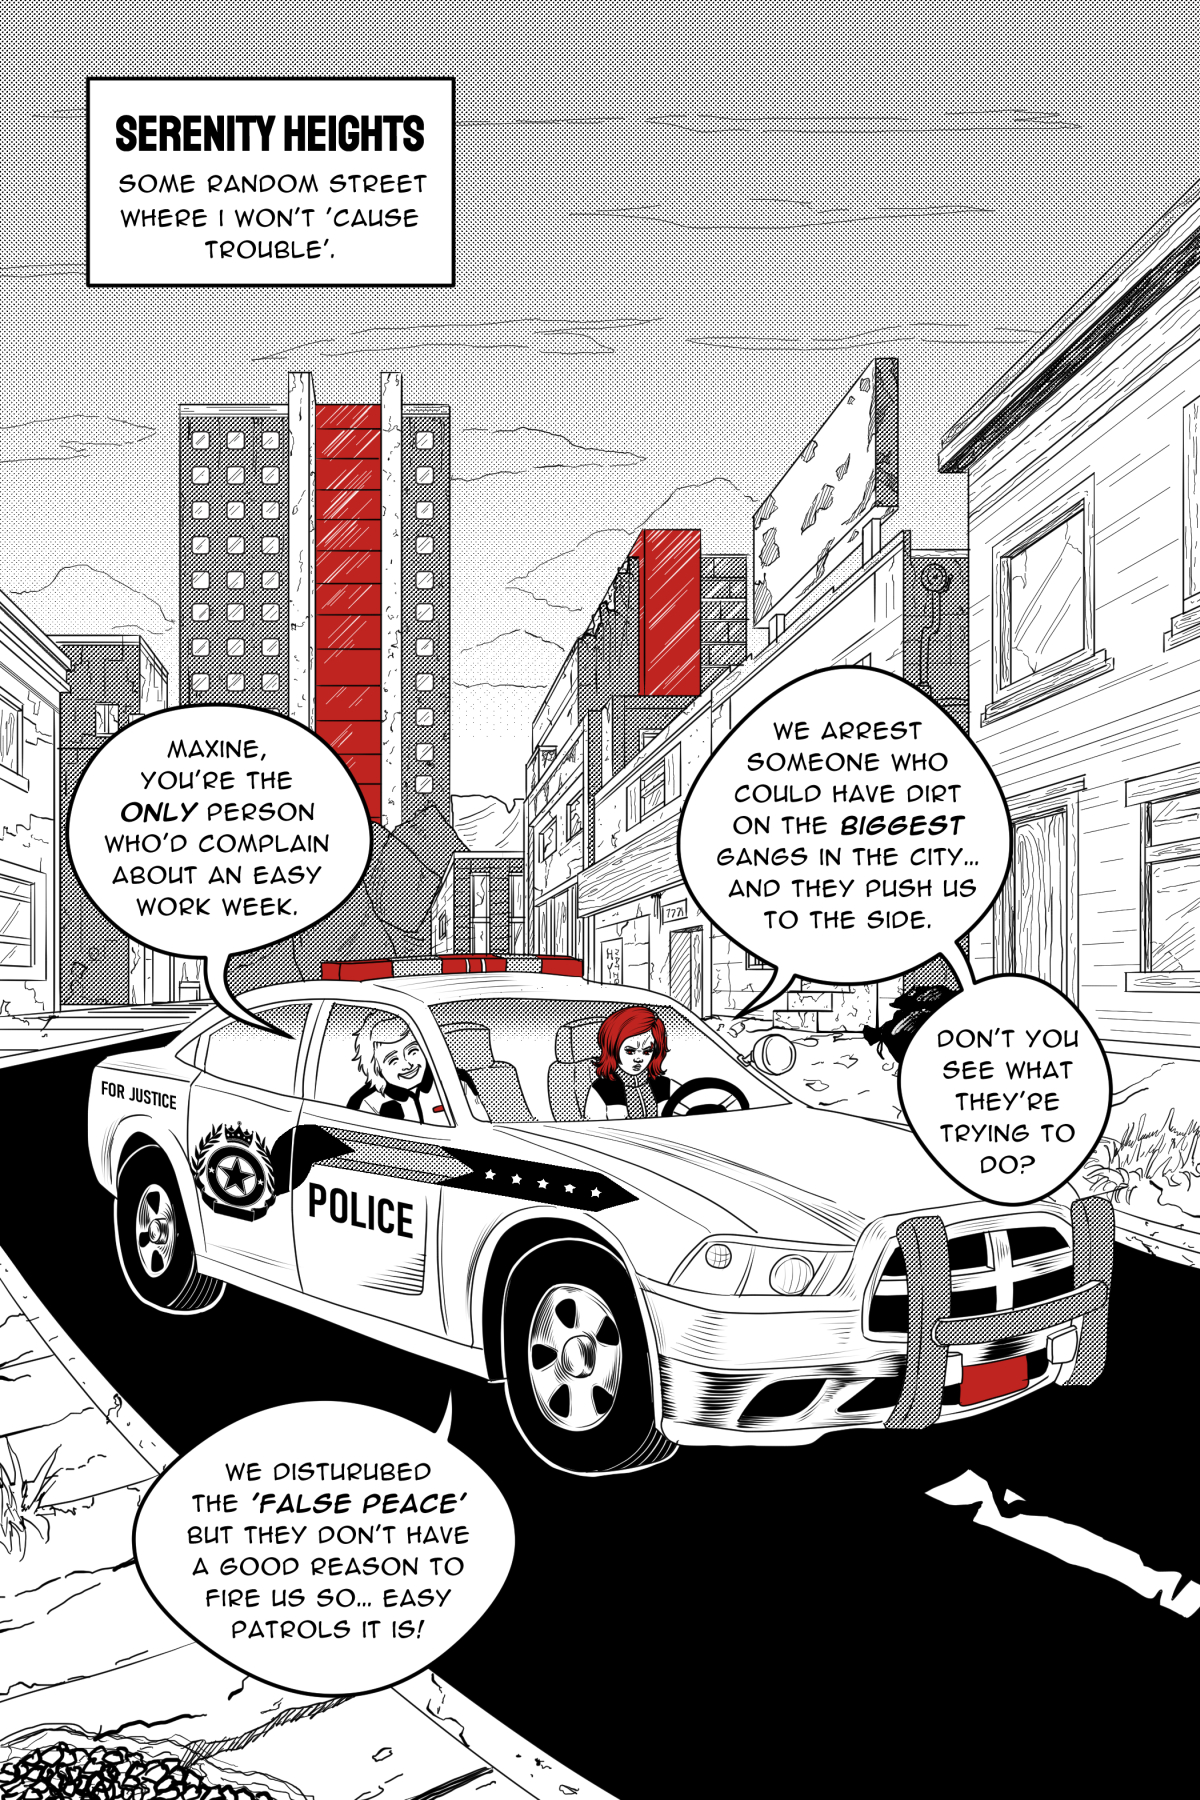 SERENITY HEIGHTS
SOME RANDOM STREET
WHERE I WON'T 'CAUSE
TROUBLE'.
MAXINE,
YOU'RE THE
ONLY PERSON
WHO'D COMPLAIN
ABOUT AN EASY
WORK WEEK.
WE ARREST
SOMEONE WHO
COULD HAVE DIRT
ON THE BIGGEST
GANGS IN THE CITY...
AND THEY PUSH US
TO THE SIDE.
DON'T YOU
SEE WHAT
THEY'RE
TRYING TO
DO?
FOR JUSTICE
POLICE
WE DISTURUBED
THE 'FALSE PEACE'
BUT THEY DON'T HAVE
A GOOD REASON TO
FIRE US SO... EASY
PATROLS IT IS!